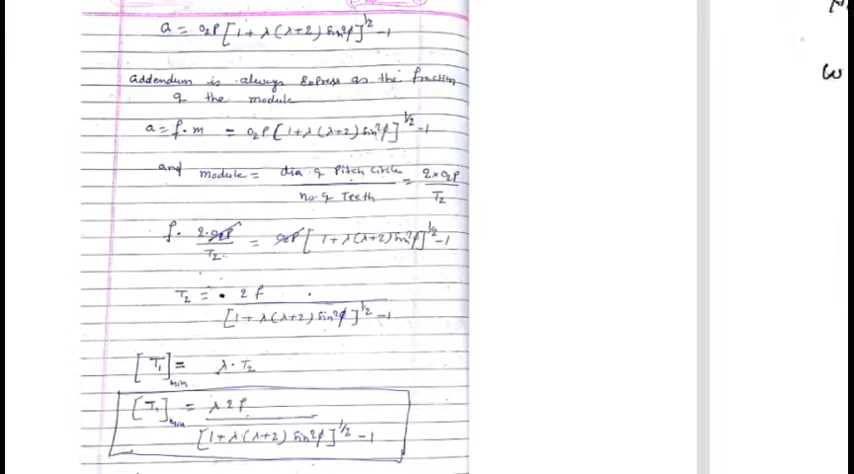 a = O₂P [1 + λ(λ+2) sin²φ]^1/2 - 1
addendum is always Express as the fraction
of the module
a = f·m = O₂P [1 + λ(λ+2) sin²φ]^1/2 - 1
and module = dia. of Pitch Circle / no. of Teeth = 2×O₂P / T₂
f· 2·O₂P / T₂ = O₂P [1 + λ(λ+2) sin²φ]^1/2 - 1
T₂ = 2f / [1 + λ(λ+2) sin²φ]^1/2 - 1
[T₁]min = λ·T₂
[T₁]min = λ 2f / [1 + λ(λ+2) sin²φ]^1/2 - 1
ω